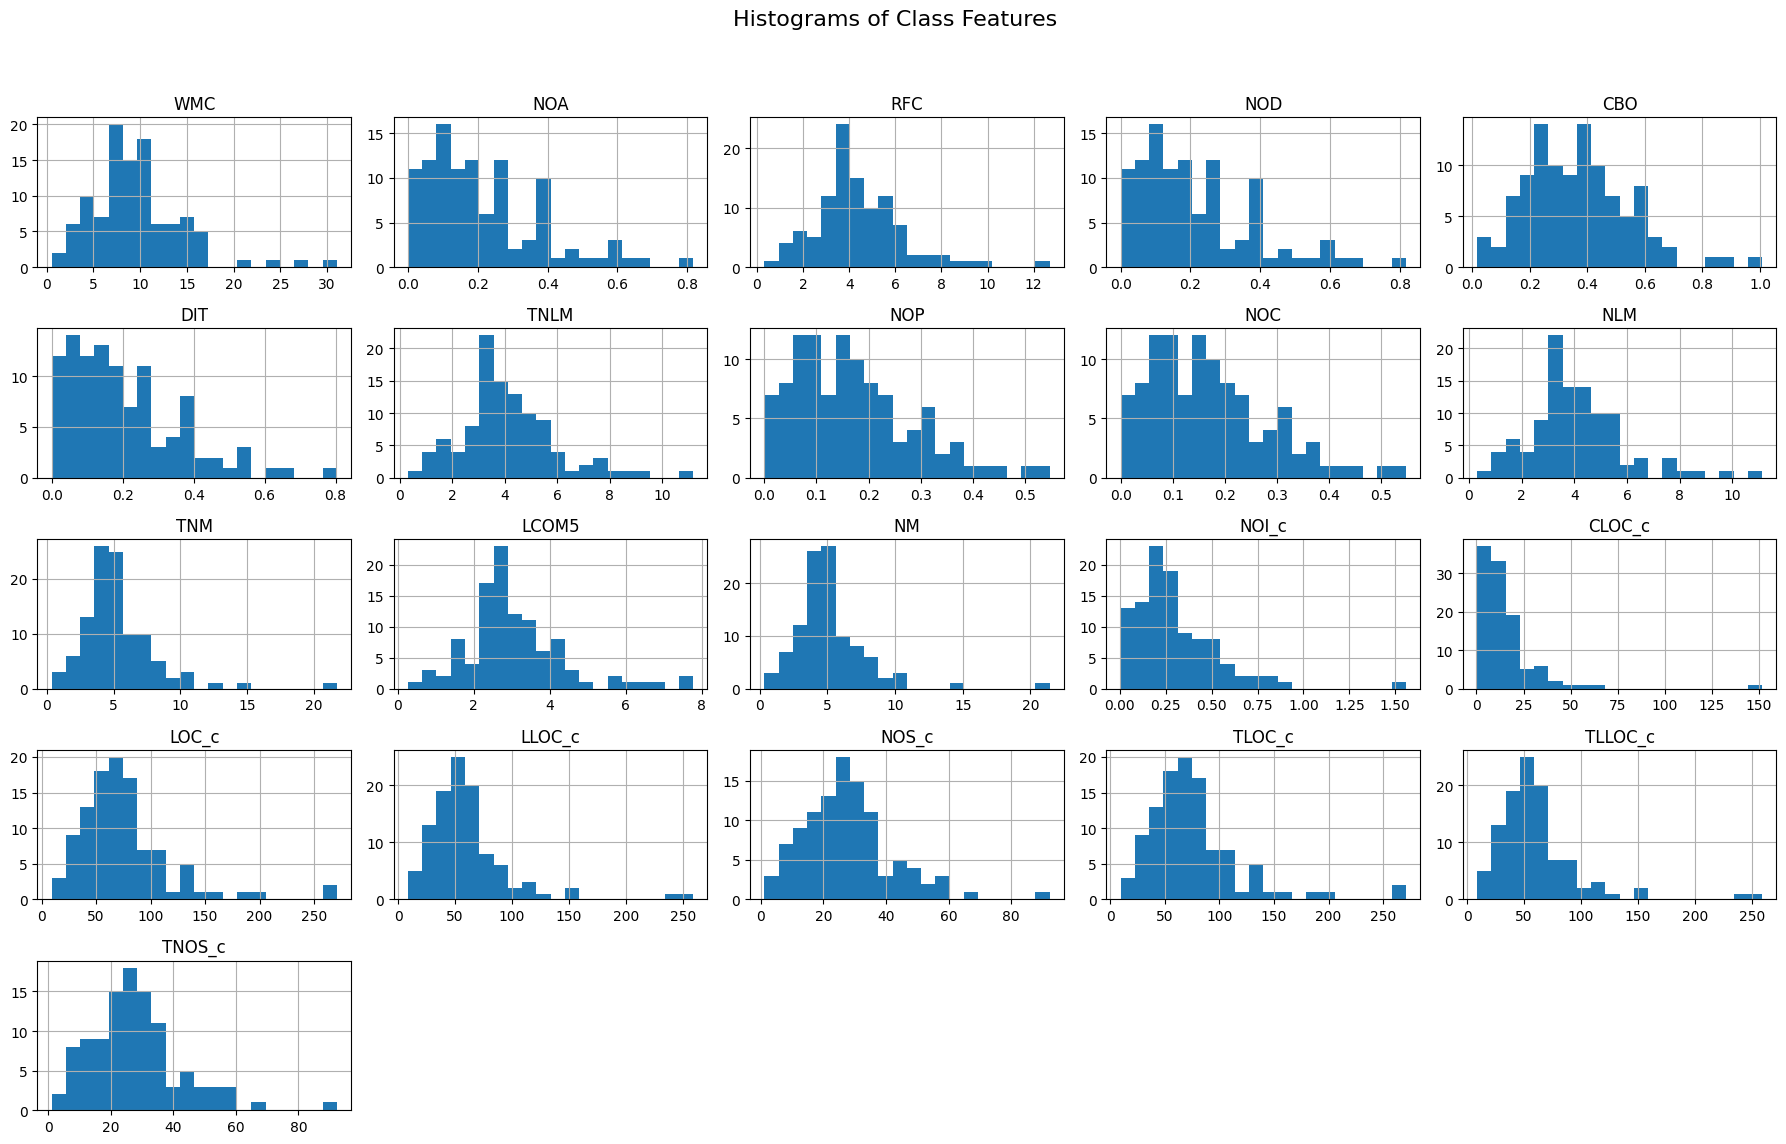 Histograms of Class Features
WMC NOA RFC NOD CBO
20 15 10 5 0
0 5 10 15 20 25 30
15 10 5 0
0.0 0.2 0.4 0.6 0.8
20 10 0
0 2 4 6 8 10 12
15 10 5 0
0.0 0.2 0.4 0.6 0.8
10 5 0
0.0 0.2 0.4 0.6 0.8 1.0
DIT TNLM NOP NOC NLM
10 5 0
0.0 0.2 0.4 0.6 0.8
20 15 10 5 0
0 2 4 6 8 10
10 5 0
0.0 0.1 0.2 0.3 0.4 0.5
10 5 0
0.0 0.1 0.2 0.3 0.4 0.5
20 15 10 5 0
0 2 4 6 8 10
TNM LCOM5 NM NOI_c CLOC_c
20 10 0
0 5 10 15 20
20 15 10 5 0
0 2 4 6 8
20 10 0
0 5 10 15 20
20 15 10 5 0
0.00 0.25 0.50 0.75 1.00 1.25 1.50
30 20 10 0
0 25 50 75 100 125 150
LOC_c LLOC_c NOS_c TLOC_c TLLOC_c
20 15 10 5 0
0 50 100 150 200 250
20 10 0
0 50 100 150 200 250
15 10 5 0
0 20 40 60 80
20 15 10 5 0
0 50 100 150 200 250
20 10 0
0 50 100 150 200 250
TNOS_c
15 10 5 0
0 20 40 60 80